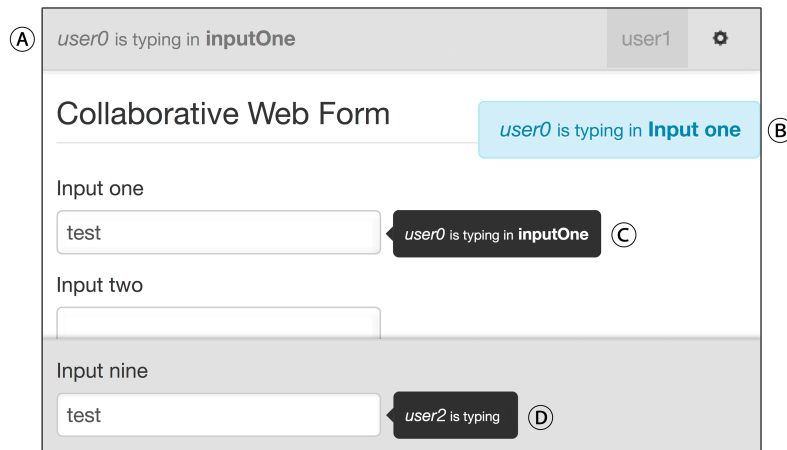 Ⓐ user0 is typing in inputOne user1
Collaborative Web Form
user0 is typing in Input one Ⓑ
Input one
test user0 is typing in inputOne Ⓒ
Input two
Input nine
test user2 is typing Ⓓ